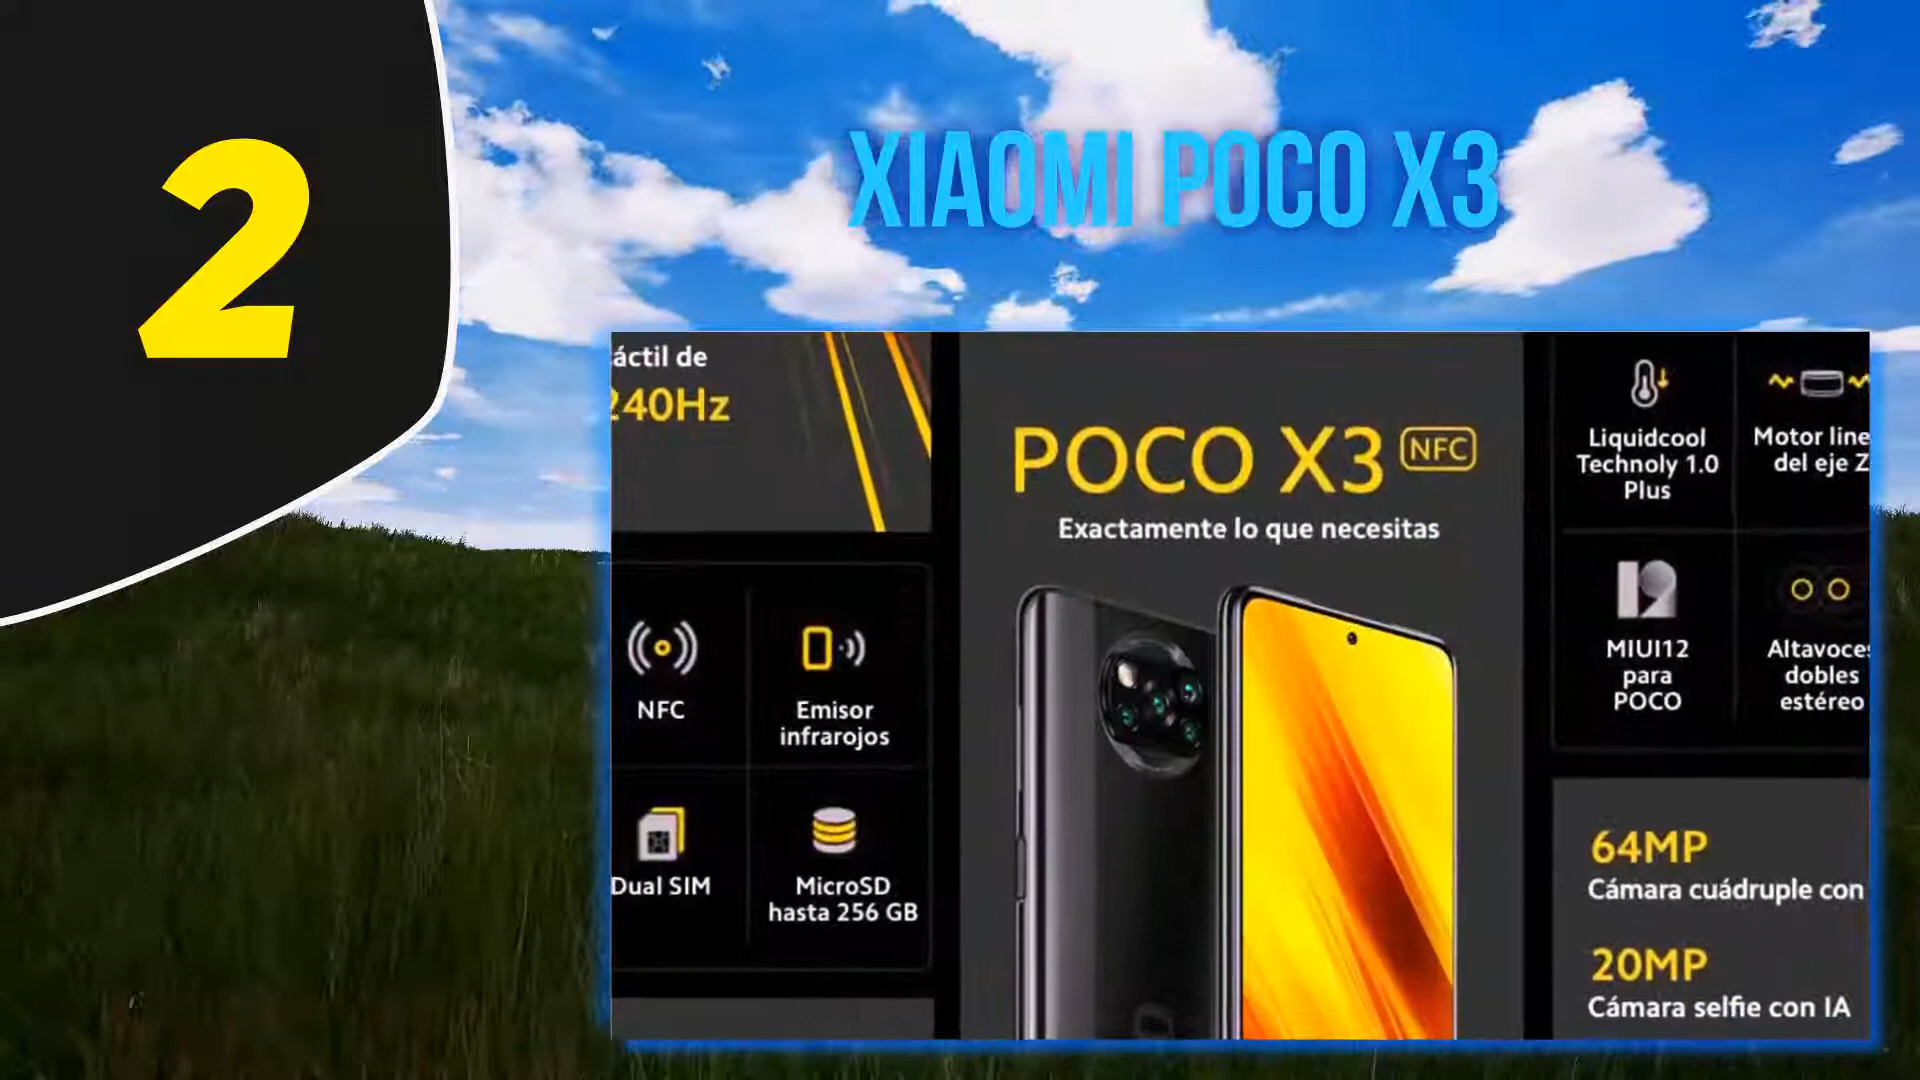 2
XIAOMI POCO X3
áctil de
240Hz
NFC
Emisor
infrarojos
Dual SIM
MicroSD
hasta 256 GB
POCO X3 NFC
Exactamente lo que necesitas
Liquidcool
Technoly 1.0
Plus
Motor line
del eje Z
MIUI12
para
POCO
Altavoces
dobles
estéreo
64MP
Cámara cuádruple con
20MP
Cámara selfie con IA